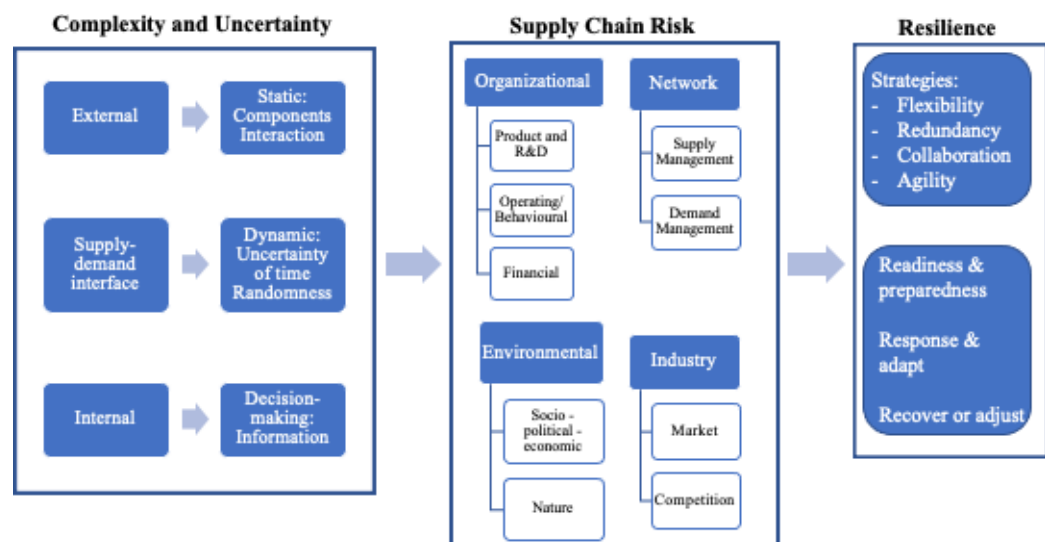 Complexity and Uncertainty
External
Static:
Components
Interaction
Supply-
demand
interface
Dynamic:
Uncertainty
of time
Randomness
Internal
Decision-
making:
Information
Supply Chain Risk
Organizational
Product and
R&D
Operating/
Behavioural
Financial
Network
Supply
Management
Demand
Management
Environmental
Socio -
political -
economic
Nature
Industry
Market
Competition
Resilience
Strategies:
- Flexibility
- Redundancy
- Collaboration
- Agility
Readiness &
preparedness
Response &
adapt
Recover or adjust